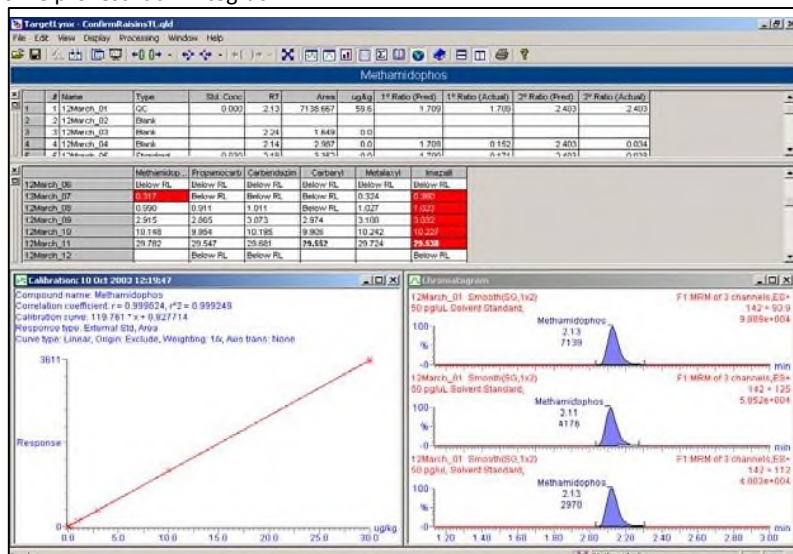 TargetLynx - ConfirmRaisinsTL.qld
File Edit View Display Processing Window Help
Methamidophos
# Name Type Std. Conc RT Area ug/kg 1º Ratio (Pred) 1º Ratio (Actual) 2º Ratio (Pred) 2º Ratio (Actual)
1 1 12March_01 QC 0.000 2.13 7138.667 59.6 1.709 1.709 2.403 2.403
2 2 12March_02 Blank
3 3 12March_03 Blank 2.24 1.649 0.0
4 4 12March_04 Blank 2.14 2.987 0.0 1.709 0.152 2.403 0.034
Methamidop... Propamocarb Carbendazim Carbaryl Metalaxyl Imazalil
12March_06 Below RL Below RL Below RL Below RL Below RL Below RL
12March_07 0.317 Below RL Below RL Below RL 0.324
12March_08 0.990 0.911 1.011 Below RL 1.027
12March_09 2.915 2.865 3.073 2.974 3.108
12March_10 10.148 9.954 10.195 9.926 10.242 10.227
12March_11 29.782 29.547 29.681 29.552 29.724 29.538
12March_12 Below RL Below RL Below RL
Calibration: 10 Oct 2003 12:19:47
Compound name: Methamidophos
Correlation coefficient: r = 0.999624, r^2 = 0.999249
Calibration curve: 119.761 * x + 0.827714
Response type: External Std, Area
Curve type: Linear, Origin: Exclude, Weighting: 1/x, Axis trans: None
3611
Response
0
0.0 5.0 10.0 15.0 20.0 25.0 30.0 ug/kg
Chromatogram
12March_01 Smooth(SG,1x2) F1:MRM of 3 channels,ES+
50 pg/uL Solvent Standard, 142 > 93.9
9.889e+004
100 Methamidophos
2.13
7139
%
0 min
12March_01 Smooth(SG,1x2) F1:MRM of 3 channels,ES+
50 pg/uL Solvent Standard, 142 > 125
5.852e+004
100 Methamidophos
2.11
4176
%
0 min
12March_01 Smooth(SG,1x2) F1:MRM of 3 channels,ES+
50 pg/uL Solvent Standard, 142 > 112
4.003e+004
100 Methamidophos
2.13
2970
%
0 min
1.20 1.40 1.60 1.80 2.00 2.20 2.40 2.60 2.80 3.00